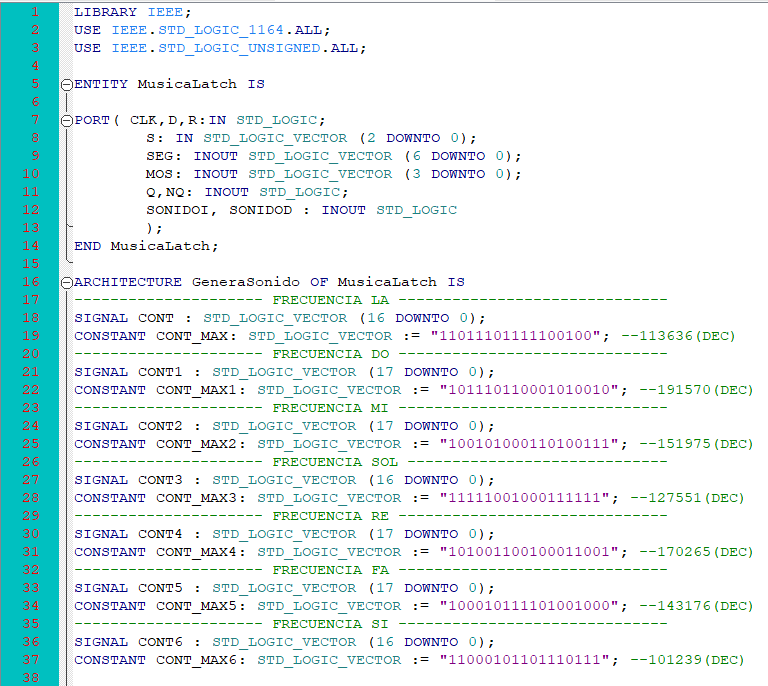 1 LIBRARY IEEE;
2 USE IEEE.STD_LOGIC_1164.ALL;
3 USE IEEE.STD_LOGIC_UNSIGNED.ALL;
4
5 ENTITY MusicaLatch IS
6
7 PORT( CLK,D,R:IN STD_LOGIC;
8 S: IN STD_LOGIC_VECTOR (2 DOWNTO 0);
9 SEG: INOUT STD_LOGIC_VECTOR (6 DOWNTO 0);
10 MOS: INOUT STD_LOGIC_VECTOR (3 DOWNTO 0);
11 Q,NQ: INOUT STD_LOGIC;
12 SONIDOI, SONIDOD : INOUT STD_LOGIC
13 );
14 END MusicaLatch;
15
16 ARCHITECTURE GeneraSonido OF MusicaLatch IS
17 --------------------- FRECUENCIA LA ------------------------------
18 SIGNAL CONT : STD_LOGIC_VECTOR (16 DOWNTO 0);
19 CONSTANT CONT_MAX: STD_LOGIC_VECTOR := "11011101111100100"; --113636(DEC)
20 --------------------- FRECUENCIA DO ------------------------------
21 SIGNAL CONT1 : STD_LOGIC_VECTOR (17 DOWNTO 0);
22 CONSTANT CONT_MAX1: STD_LOGIC_VECTOR := "101110110001010010"; --191570(DEC)
23 --------------------- FRECUENCIA MI ------------------------------
24 SIGNAL CONT2 : STD_LOGIC_VECTOR (17 DOWNTO 0);
25 CONSTANT CONT_MAX2: STD_LOGIC_VECTOR := "100101000110100111"; --151975(DEC)
26 --------------------- FRECUENCIA SOL ------------------------------
27 SIGNAL CONT3 : STD_LOGIC_VECTOR (16 DOWNTO 0);
28 CONSTANT CONT_MAX3: STD_LOGIC_VECTOR := "11111001000111111"; --127551(DEC)
29 --------------------- FRECUENCIA RE ------------------------------
30 SIGNAL CONT4 : STD_LOGIC_VECTOR (17 DOWNTO 0);
31 CONSTANT CONT_MAX4: STD_LOGIC_VECTOR := "101001100100011001"; --170265(DEC)
32 --------------------- FRECUENCIA FA ------------------------------
33 SIGNAL CONT5 : STD_LOGIC_VECTOR (17 DOWNTO 0);
34 CONSTANT CONT_MAX5: STD_LOGIC_VECTOR := "100010111101001000"; --143176(DEC)
35 --------------------- FRECUENCIA SI ------------------------------
36 SIGNAL CONT6 : STD_LOGIC_VECTOR (16 DOWNTO 0);
37 CONSTANT CONT_MAX6: STD_LOGIC_VECTOR := "11000101101110111"; --101239(DEC)
38